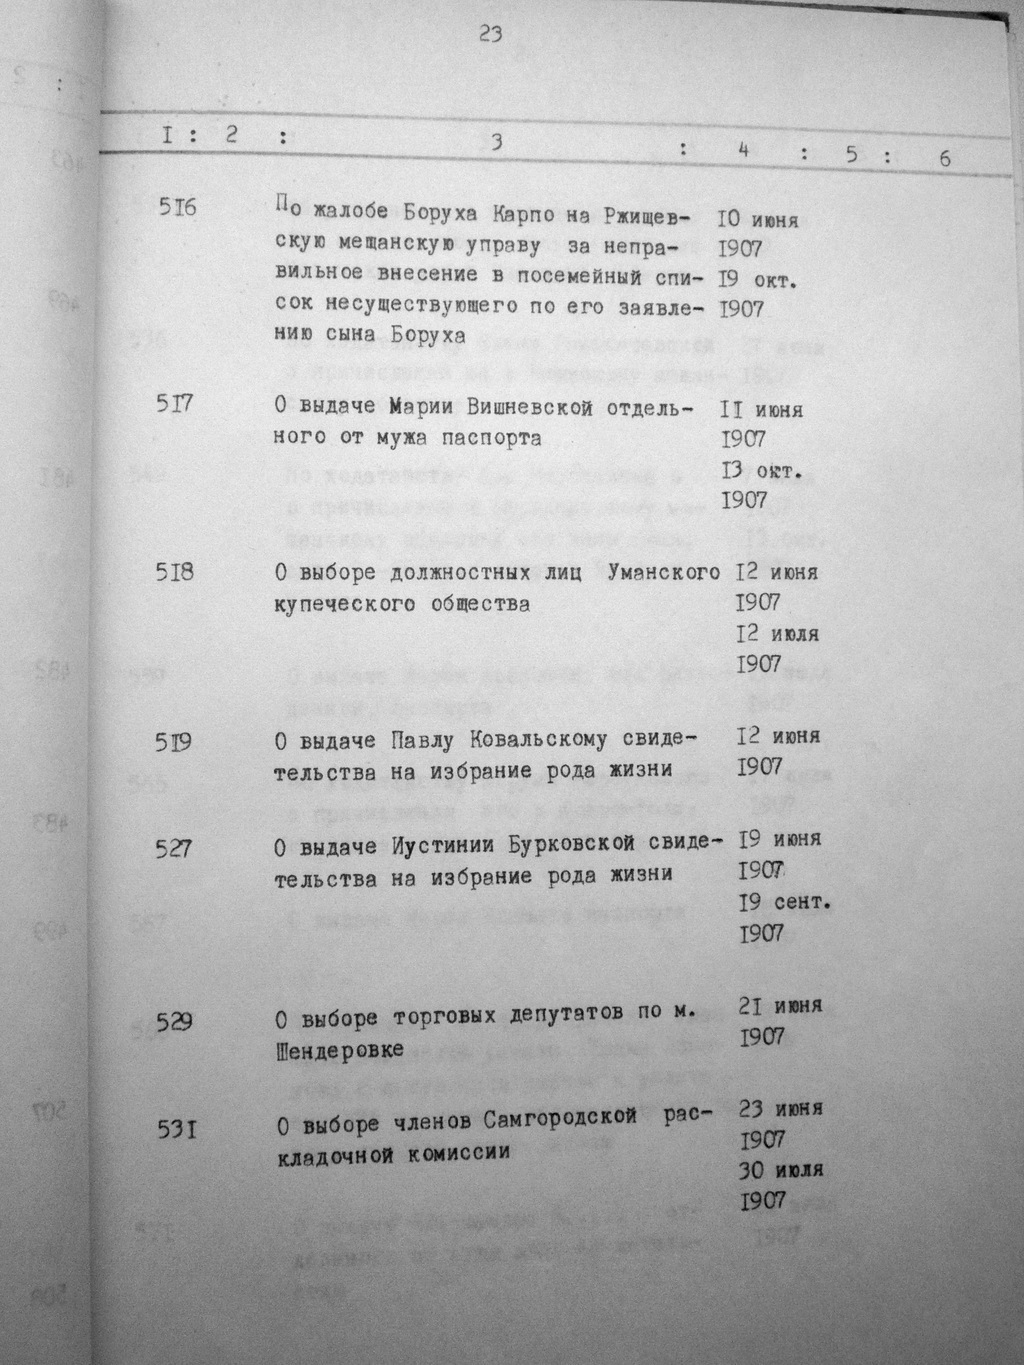 23
I : 2 : 3 : 4 : 5 : 6
5I6 По жалобе Боруха Карпо на Ржищев- I0 июня
скую мещанскую управу за непра- I907
вильное внесение в посемейный спи- I9 окт.
сок несуществующего по его заявле- I907
нию сына Боруха
5I7 О выдаче Марии Вишневской отдель- II июня
ного от мужа паспорта I907
I3 окт.
I907
5I8 О выборе должностных лиц Уманского I2 июня
купеческого общества I907
I2 июля
I907
5I9 О выдаче Павлу Ковальскому свиде- I2 июня
тельства на избрание рода жизни I907
527 О выдаче Иустинии Бурковской свиде- I9 июня
тельства на избрание рода жизни I907
I9 сент.
I907
529 О выборе торговых депутатов по м. 2I июня
Шендеровке I907
53I О выборе членов Самгородской рас- 23 июня
кладочной комиссии I907
30 июля
I907